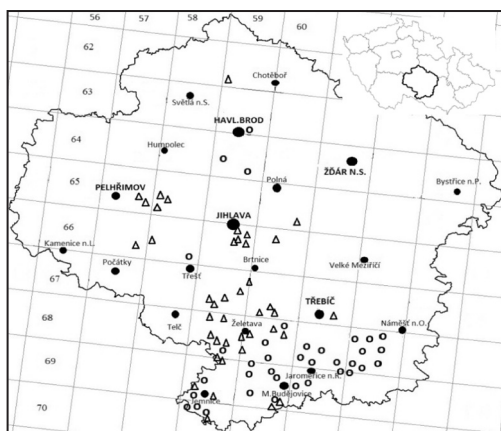 56
57
58
59
60
62
63
64
65
66
67
68
69
70
Chotěboř
Světlá n.S.
HAVL.BROD
Humpolec
ŽĎÁR N.S.
PELHŘIMOV
Polná
Bystřice n.P.
JIHLAVA
Kamenice n.L.
Počátky
Třešť
Brtnice
Velké Meziříčí
Telč
Želetava
TŘEBÍČ
Náměšť n.O.
Jaroměřice n.R.
Jemnice
M.Budějovice